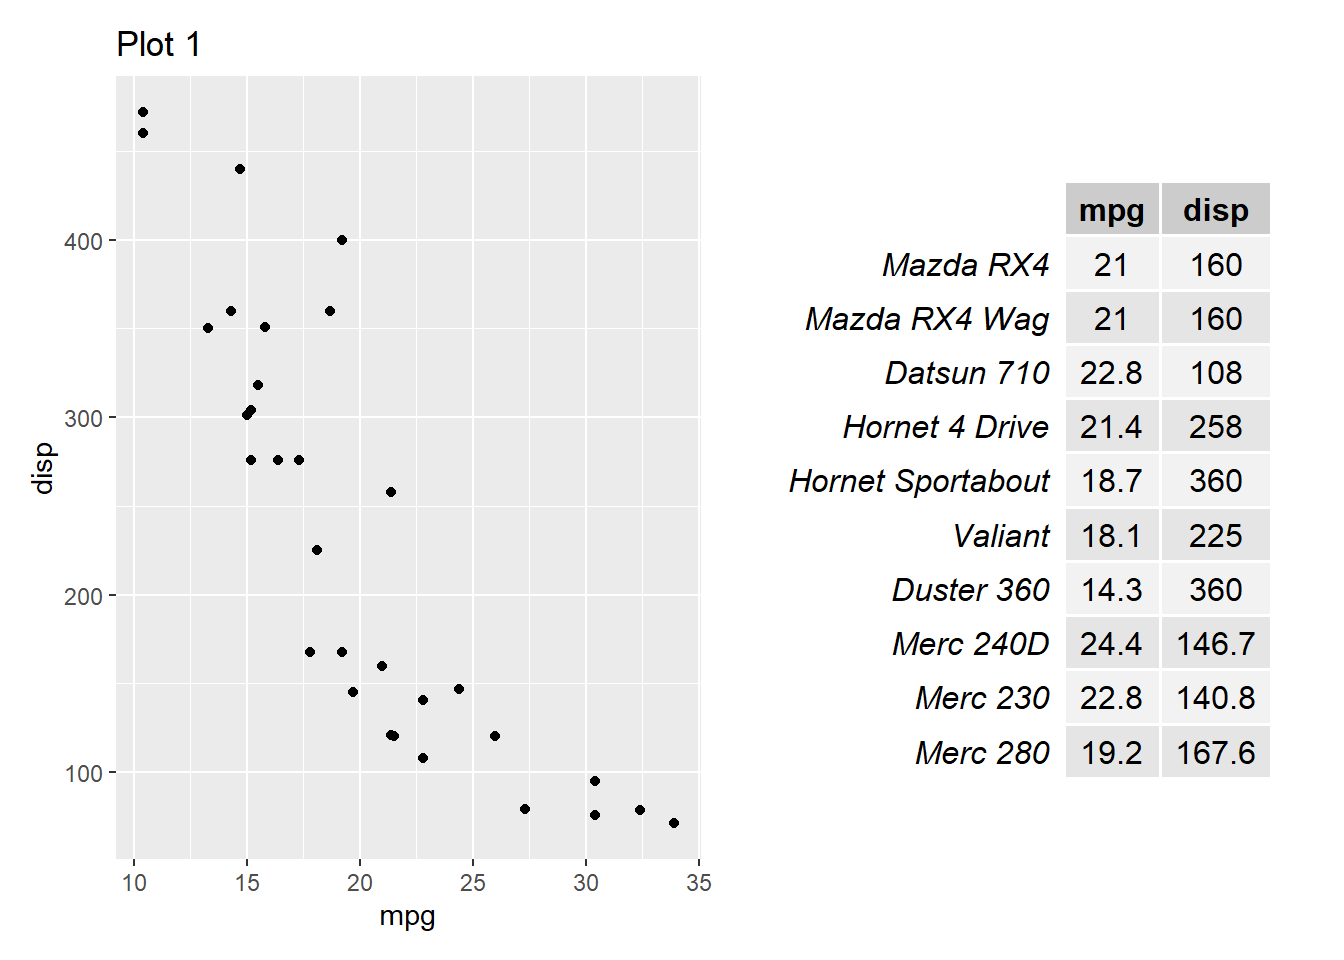 Plot 1
400
300
200
100
disp
10 15 20 25 30 35
mpg
mpg disp
Mazda RX4 21 160
Mazda RX4 Wag 21 160
Datsun 710 22.8 108
Hornet 4 Drive 21.4 258
Hornet Sportabout 18.7 360
Valiant 18.1 225
Duster 360 14.3 360
Merc 240D 24.4 146.7
Merc 230 22.8 140.8
Merc 280 19.2 167.6